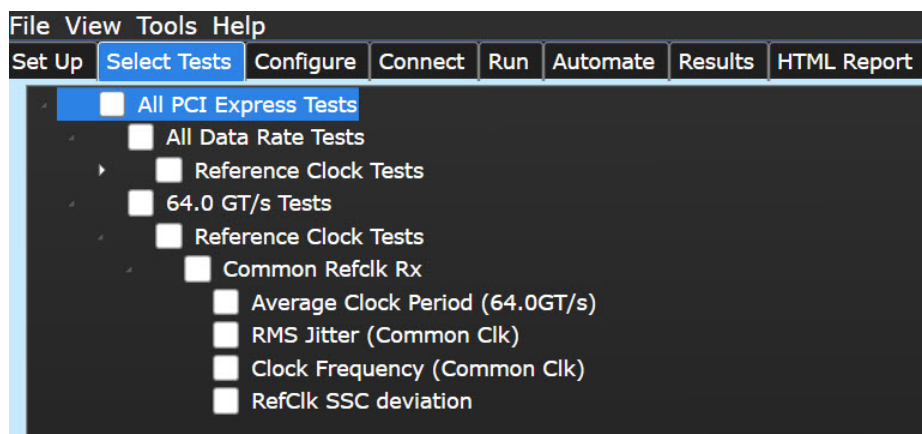 File View Tools Help
Set Up Select Tests Configure Connect Run Automate Results HTML Report
All PCI Express Tests
All Data Rate Tests
Reference Clock Tests
64.0 GT/s Tests
Reference Clock Tests
Common Refclk Rx
Average Clock Period (64.0GT/s)
RMS Jitter (Common Clk)
Clock Frequency (Common Clk)
RefClk SSC deviation